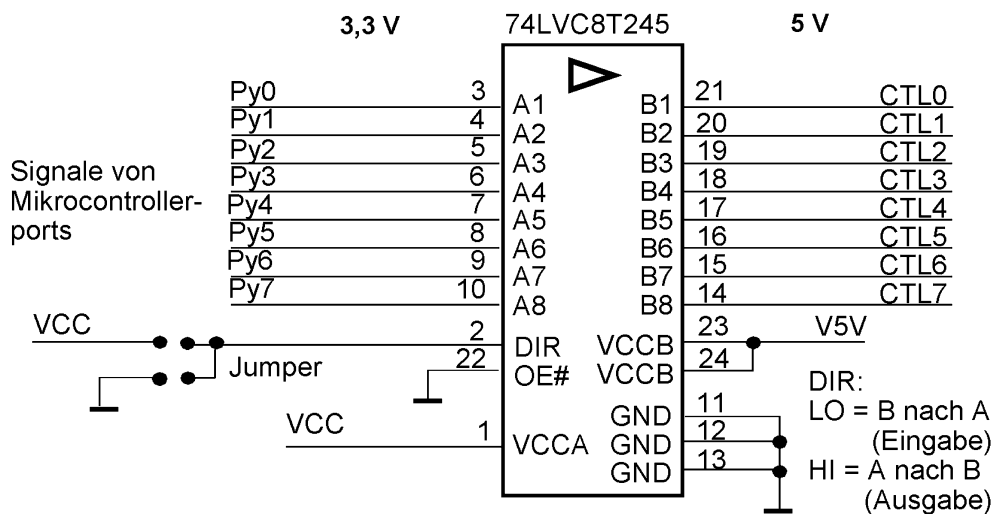 3,3 V
74LVC8T245
5 V
Py0 3 A1 B1 21 CTL0
Py1 4 A2 B2 20 CTL1
Py2 5 A3 B3 19 CTL2
Py3 6 A4 B4 18 CTL3
Py4 7 A5 B5 17 CTL4
Py5 8 A6 B6 16 CTL5
Py6 9 A7 B7 15 CTL6
Py7 10 A8 B8 14 CTL7
Signale von
Mikrocontroller-
ports
VCC 2 DIR VCCB 23 V5V
Jumper 22 OE# VCCB 24
VCC 1 VCCA
GND 11
GND 12
GND 13
DIR:
LO = B nach A
(Eingabe)
HI = A nach B
(Ausgabe)